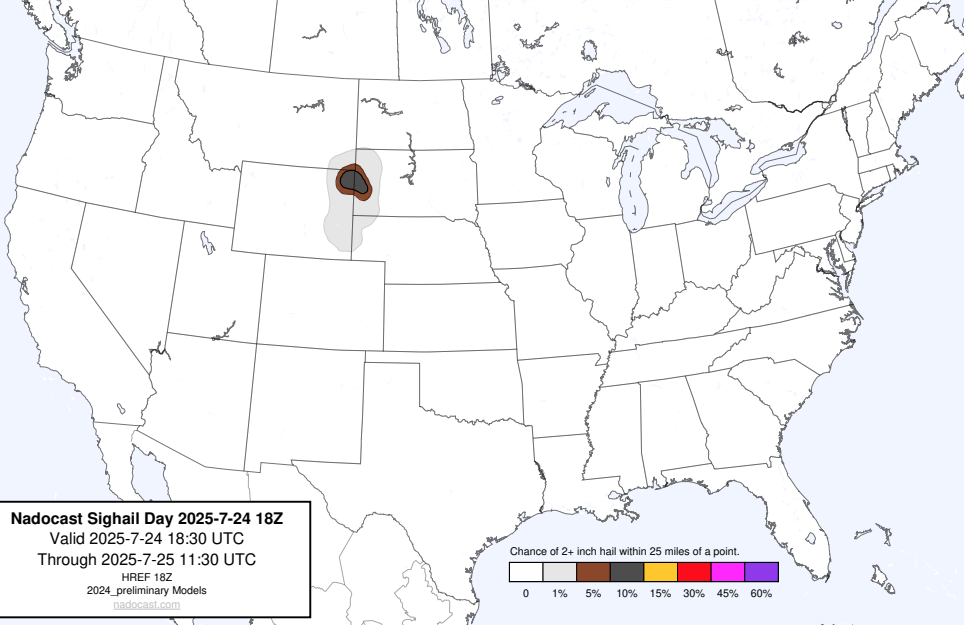 Nadocast Sighail Day 2025-7-24 18Z
Valid 2025-7-24 18:30 UTC
Through 2025-7-25 11:30 UTC
HREF 18Z
2024_preliminary Models
nadocast.com
Chance of 2+ inch hail within 25 miles of a point.
0 1% 5% 10% 15% 30% 45% 60%